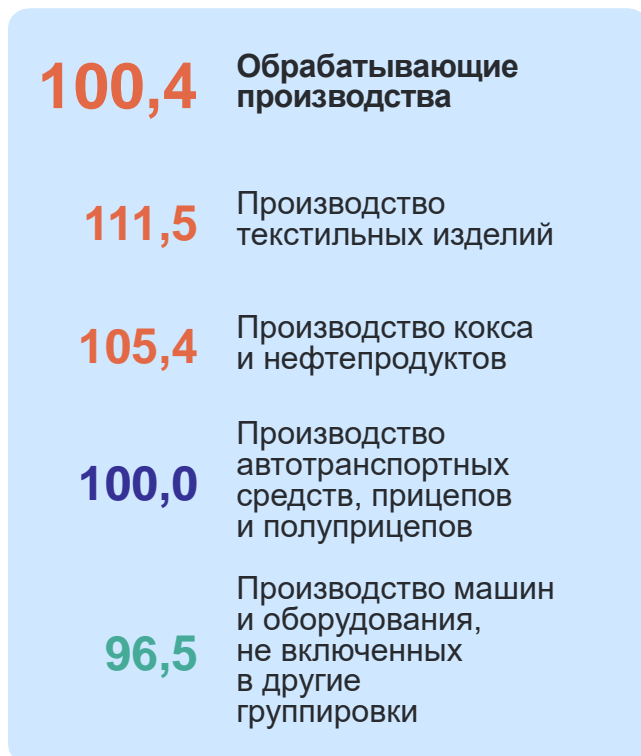 100,4
Обрабатывающие
производства
111,5
Производство
текстильных изделий
105,4
Производство кокса
и нефтепродуктов
100,0
Производство
автотранспортных
средств, прицепов
и полуприцепов
96,5
Производство машин
и оборудования,
не включенных
в другие
группировки